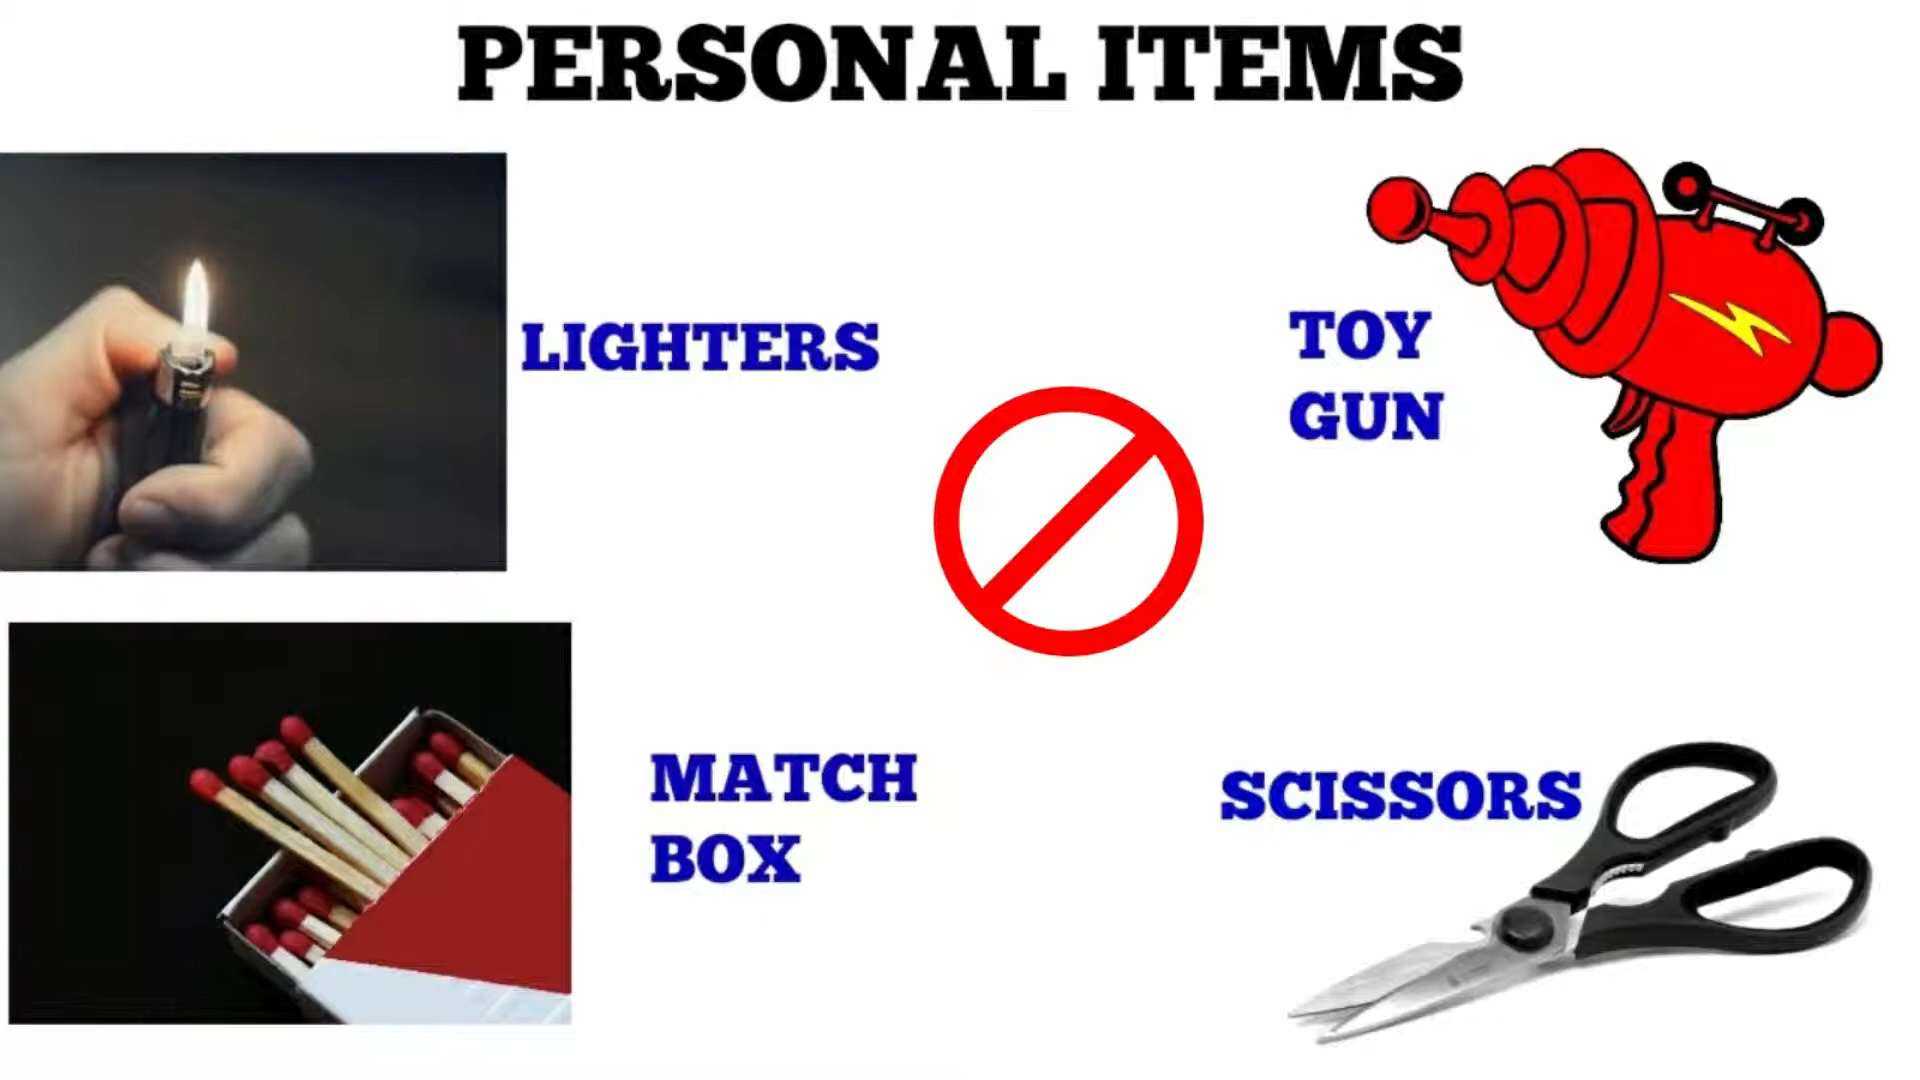 PERSONAL ITEMS
LIGHTERS
TOY
GUN
MATCH
BOX
SCISSORS